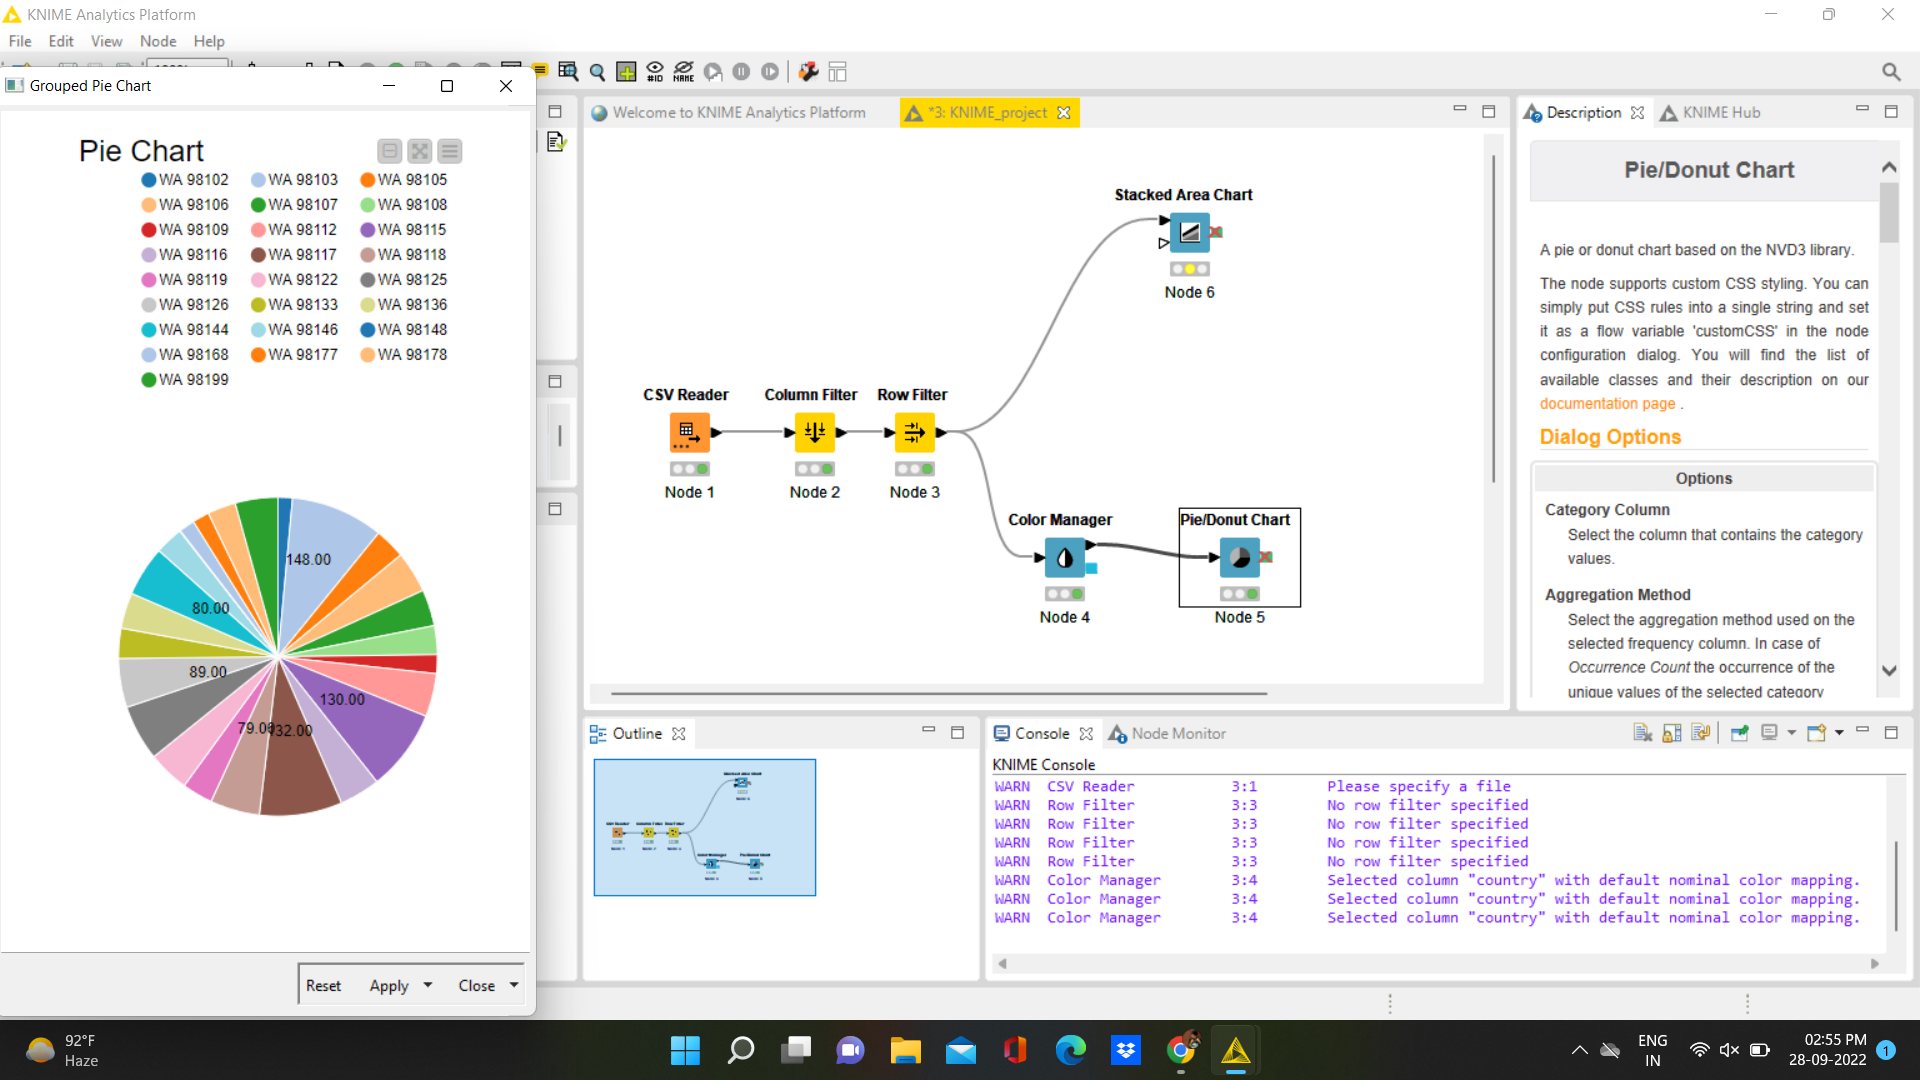 KNIME Analytics Platform
File Edit View Node Help
Grouped Pie Chart
Pie Chart
WA 98102 WA 98103 WA 98105
WA 98106 WA 98107 WA 98108
WA 98109 WA 98112 WA 98115
WA 98116 WA 98117 WA 98118
WA 98119 WA 98122 WA 98125
WA 98126 WA 98133 WA 98136
WA 98144 WA 98146 WA 98148
WA 98168 WA 98177 WA 98178
WA 98199
148.00
80.00
89.00
130.00
Reset Apply Close
#ID
NAME
Welcome to KNIME Analytics Platform
*3: KNIME_project
Stacked Area Chart
Node 6
CSV Reader
Column Filter
Row Filter
Node 1
Node 2
Node 3
Color Manager
Pie/Donut Chart
Node 4
Node 5
Description
KNIME Hub
Pie/Donut Chart
A pie or donut chart based on the NVD3 library.
The node supports custom CSS styling. You can
simply put CSS rules into a single string and set
it as a flow variable 'customCSS' in the node
configuration dialog. You will find the list of
available classes and their description on our
documentation page .
Dialog Options
Options
Category Column
Select the column that contains the category
values.
Aggregation Method
Select the aggregation method used on the
selected frequency column. In case of
Occurrence Count the occurrence of the
unique values of the selected category
Outline
Console
Node Monitor
KNIME Console
WARN CSV Reader 3:1 Please specify a file
WARN Row Filter 3:3 No row filter specified
WARN Row Filter 3:3 No row filter specified
WARN Row Filter 3:3 No row filter specified
WARN Row Filter 3:3 No row filter specified
WARN Color Manager 3:4 Selected column "country" with default nominal color mapping.
WARN Color Manager 3:4 Selected column "country" with default nominal color mapping.
WARN Color Manager 3:4 Selected column "country" with default nominal color mapping.
92°F
Haze
ENG
IN
02:55 PM
28-09-2022
1